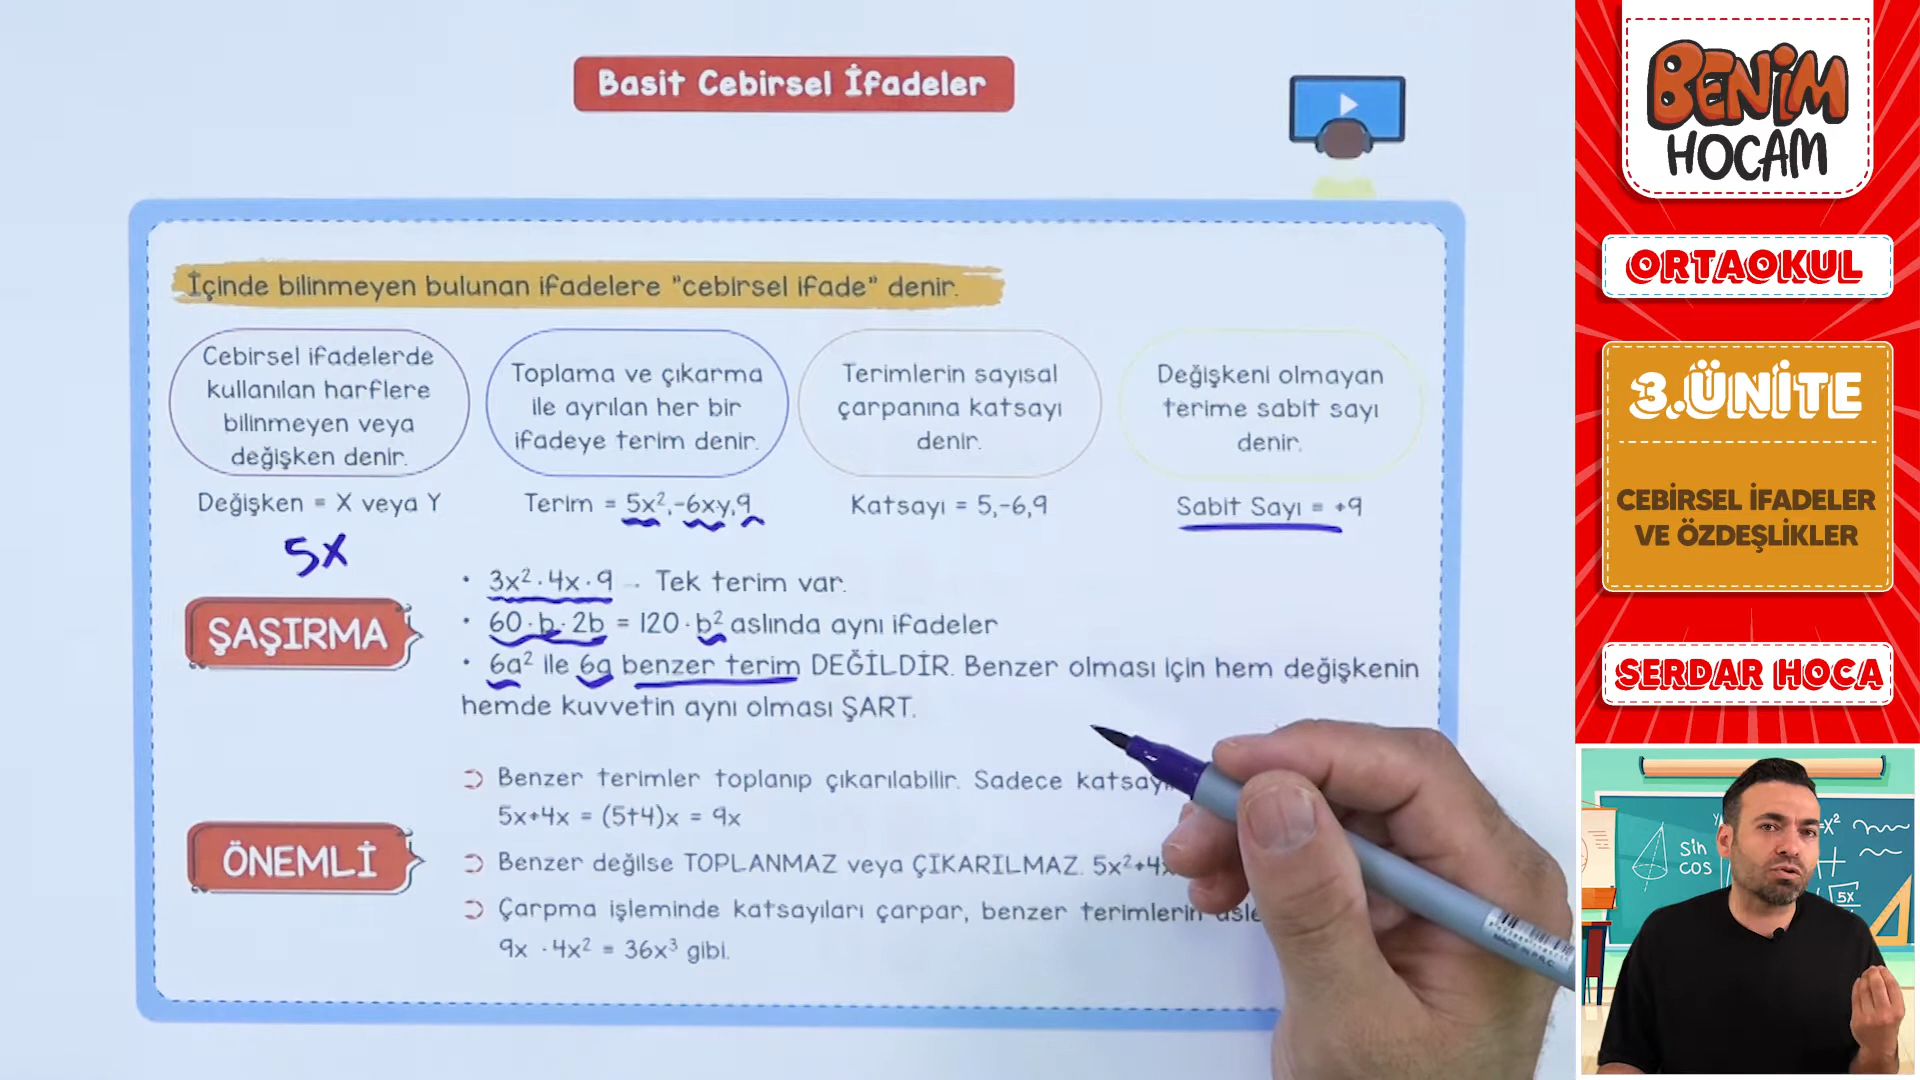 Basit Cebirsel İfadeler
İçinde bilinmeyen bulunan ifadelere "cebirsel ifade" denir.
Cebirsel ifadelerde
kullanılan harflere
bilinmeyen veya
değişken denir.
Değişken = X veya Y
5x
Toplama ve çıkarma
ile ayrılan her bir
ifadeye terim denir.
Terim = 5x²,-6xy,9
Terimlerin sayısal
çarpanına katsayı
denir.
Katsayı = 5,-6,9
Değişkeni olmayan
terime sabit sayı
denir.
Sabit Sayı = +9
ŞAŞIRMA
• 3x² · 4x · 9 → Tek terim var.
• 60 · b · 2b = 120 · b² aslında aynı ifadeler
• 6a² ile 6a benzer terim DEĞİLDİR. Benzer olması için hem değişkenin
hemde kuvvetin aynı olması ŞART.
ÖNEMLİ
Benzer terimler toplanıp çıkarılabilir. Sadece
5x+4x = (5+4)x = 9x
Benzer değilse TOPLANMAZ veya ÇIKARILMAZ. 5x²+4x
Çarpma işleminde katsayıları çarpar, benzer terimlerin
9x · 4x² = 36x³ gibi.
BENİM
HOCAM
ORTAOKUL
3.ÜNİTE
CEBİRSEL İFADELER
VE ÖZDEŞLİKLER
SERDAR HOCA
Sin
cos
5x